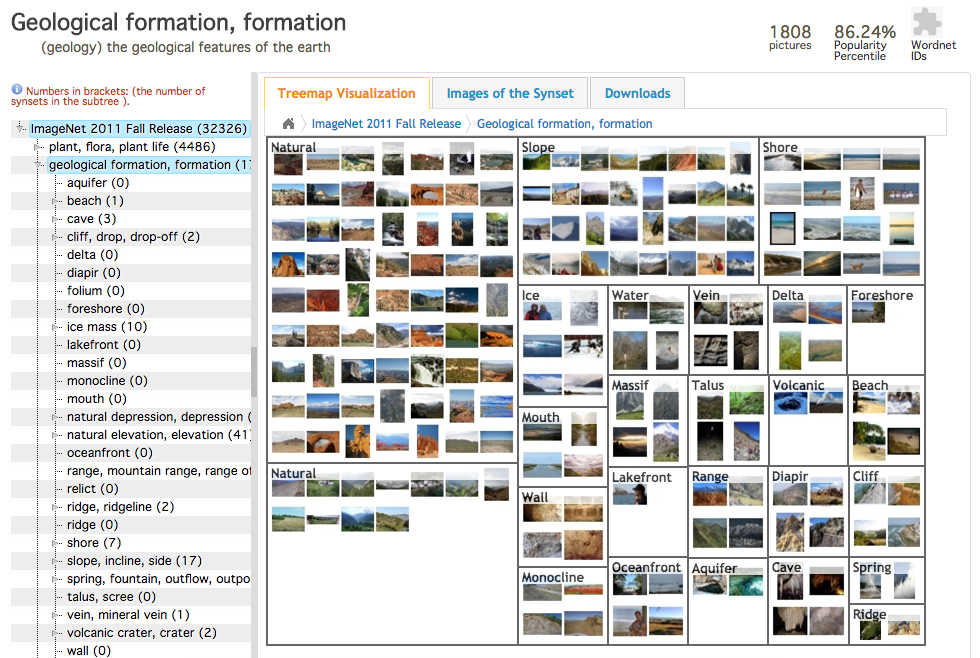 Geological formation, formation
(geology) the geological features of the earth
1808
pictures
86.24%
Popularity
Percentile
Wordnet
IDs
Numbers in brackets: (the number of
synsets in the subtree ).
ImageNet 2011 Fall Release (32326)
plant, flora, plant life (4486)
geological formation, formation (1
aquifer (0)
beach (1)
cave (3)
cliff, drop, drop-off (2)
delta (0)
diapir (0)
folium (0)
foreshore (0)
ice mass (10)
lakefront (0)
massif (0)
monocline (0)
mouth (0)
natural depression, depression (
natural elevation, elevation (41)
oceanfront (0)
range, mountain range, range of
relict (0)
ridge, ridgeline (2)
ridge (0)
shore (7)
slope, incline, side (17)
spring, fountain, outflow, outpo
talus, scree (0)
vein, mineral vein (1)
volcanic crater, crater (2)
wall (0)
Treemap Visualization
Images of the Synset
Downloads
ImageNet 2011 Fall Release
Geological formation, formation
Natural
Slope
Shore
Ice
Water
Vein
Delta
Foreshore
Massif
Talus
Volcanic
Beach
Mouth
Natural
Lakefront
Range
Diapir
Cliff
Wall
Monocline
Oceanfront
Aquifer
Cave
Spring
Ridge